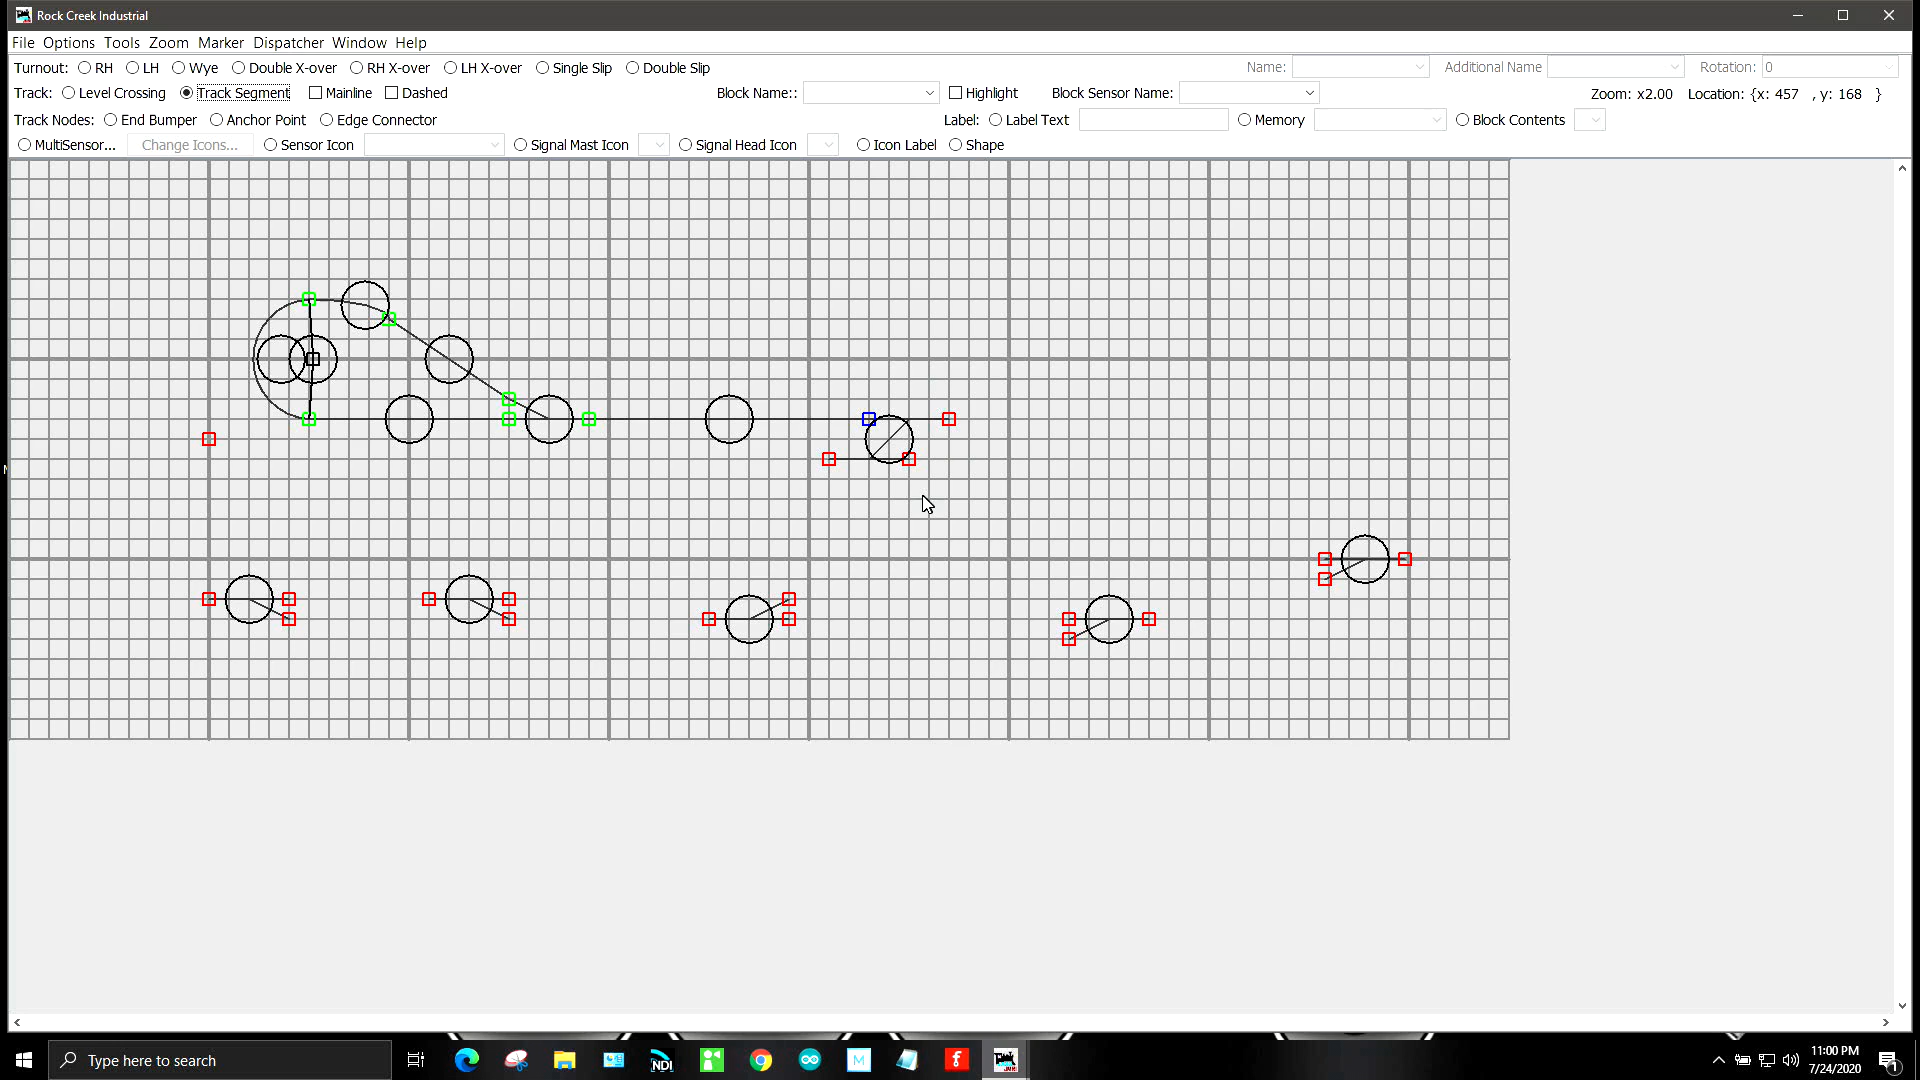 Rock Creek Industrial
File Options Tools Zoom Marker Dispatcher Window Help
Turnout: RH LH Wye Double X-over RH X-over LH X-over Single Slip Double Slip Name: Additional Name Rotation: 0
Track: Level Crossing Track Segment Mainline Dashed Block Name:: Highlight Block Sensor Name: Zoom: x2.00 Location: {x: 457 , y: 168 }
Track Nodes: End Bumper Anchor Point Edge Connector Label: Label Text Memory Block Contents
MultiSensor... Change Icons... Sensor Icon Signal Mast Icon Signal Head Icon Icon Label Shape
Type here to search
NDI
M
11:00 PM
7/24/2020
1